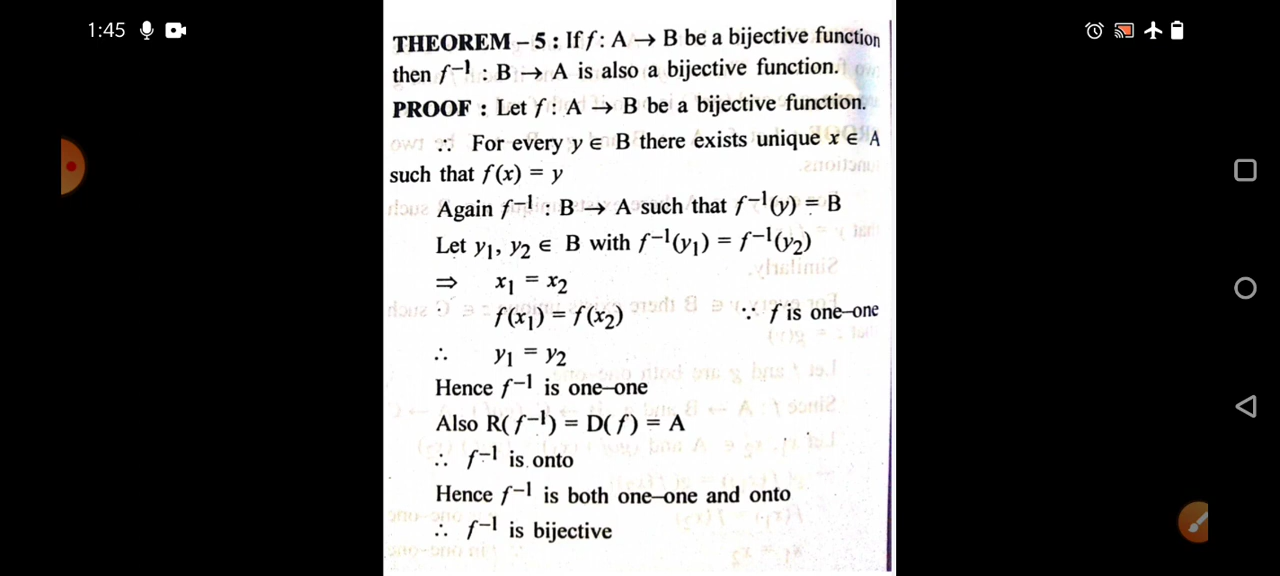 1:45
THEOREM – 5 : If f : A → B be a bijective function
then f⁻¹ : B → A is also a bijective function.
PROOF : Let f : A → B be a bijective function.
∴ For every y ∈ B there exists unique x ∈ A
such that f(x) = y
Again f⁻¹ : B → A such that f⁻¹(y) = B
Let y₁, y₂ ∈ B with f⁻¹(y₁) = f⁻¹(y₂)
⇒ x₁ = x₂
f(x₁) = f(x₂) ∵ f is one–one
∴ y₁ = y₂
Hence f⁻¹ is one–one
Also R(f⁻¹) = D(f) = A
∴ f⁻¹ is onto
Hence f⁻¹ is both one–one and onto
∴ f⁻¹ is bijective